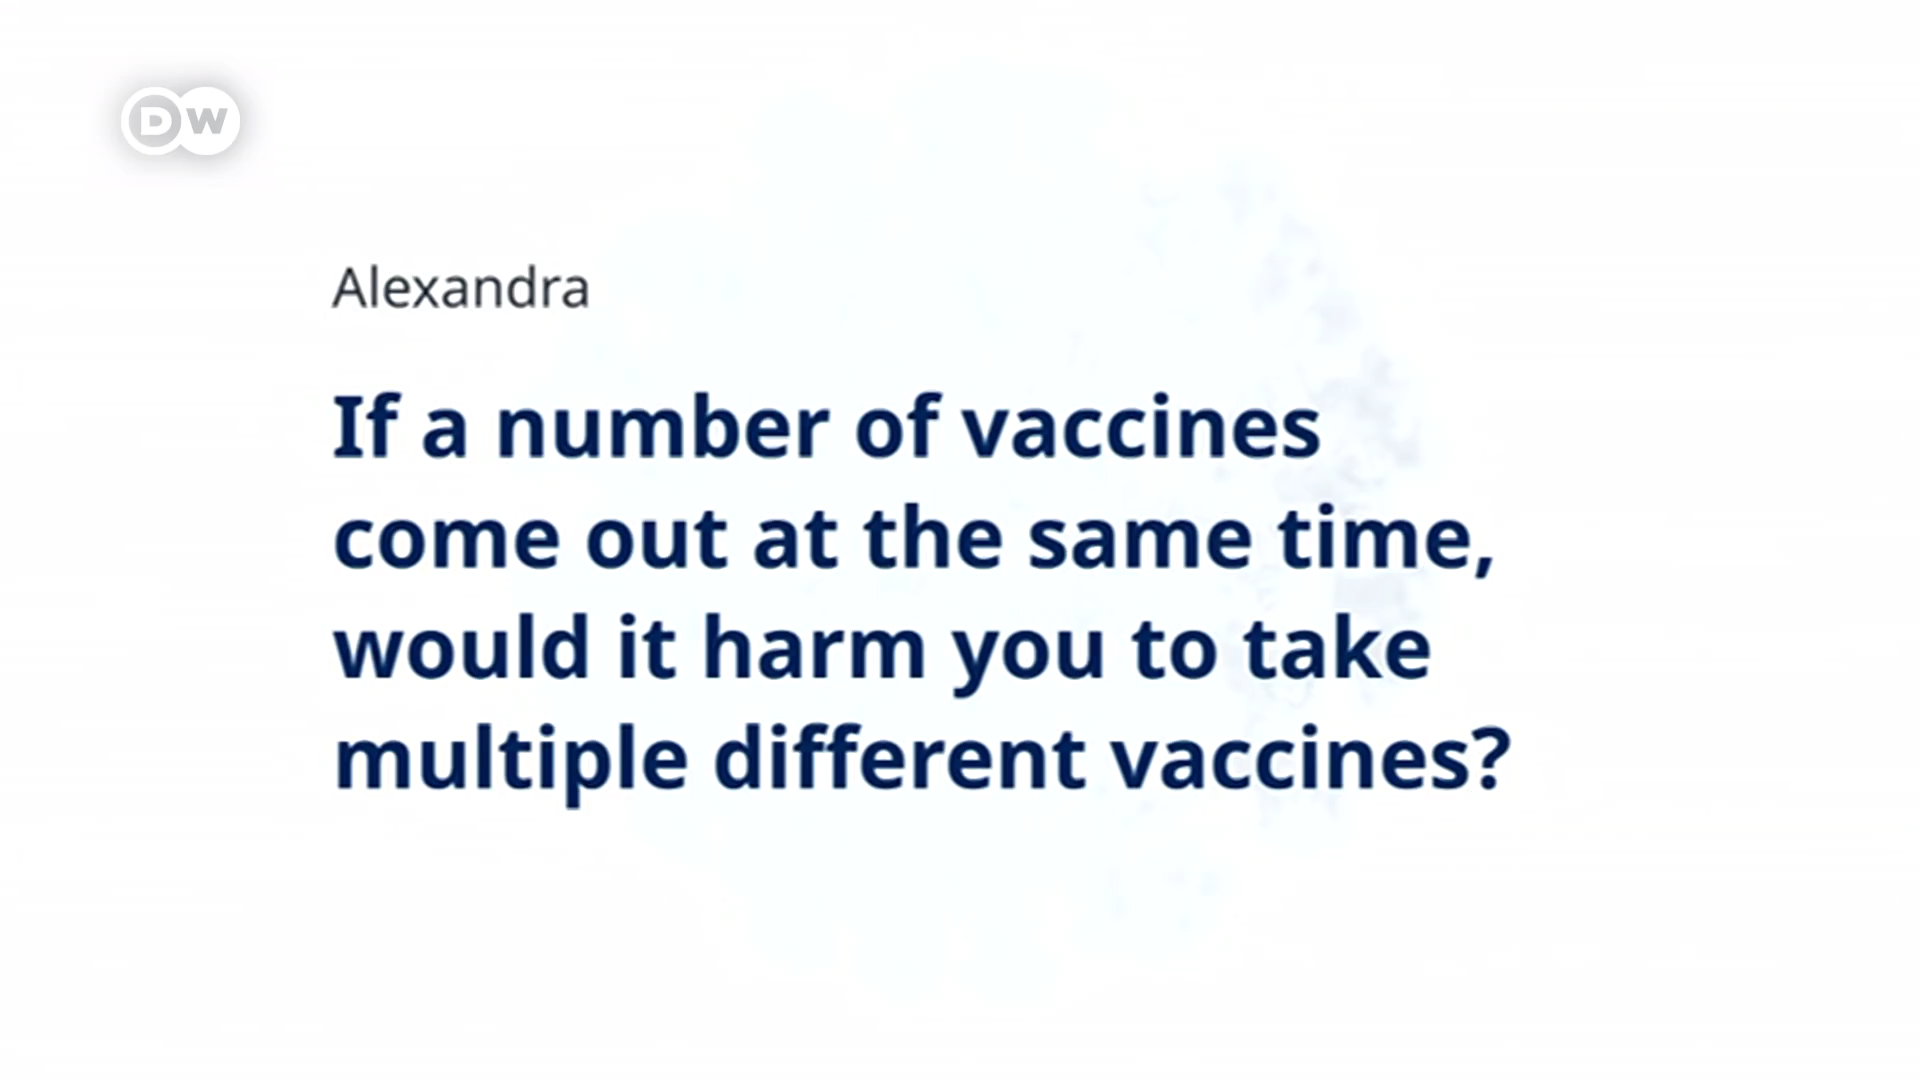 DW
Alexandra
If a number of vaccines
come out at the same time,
would it harm you to take
multiple different vaccines?